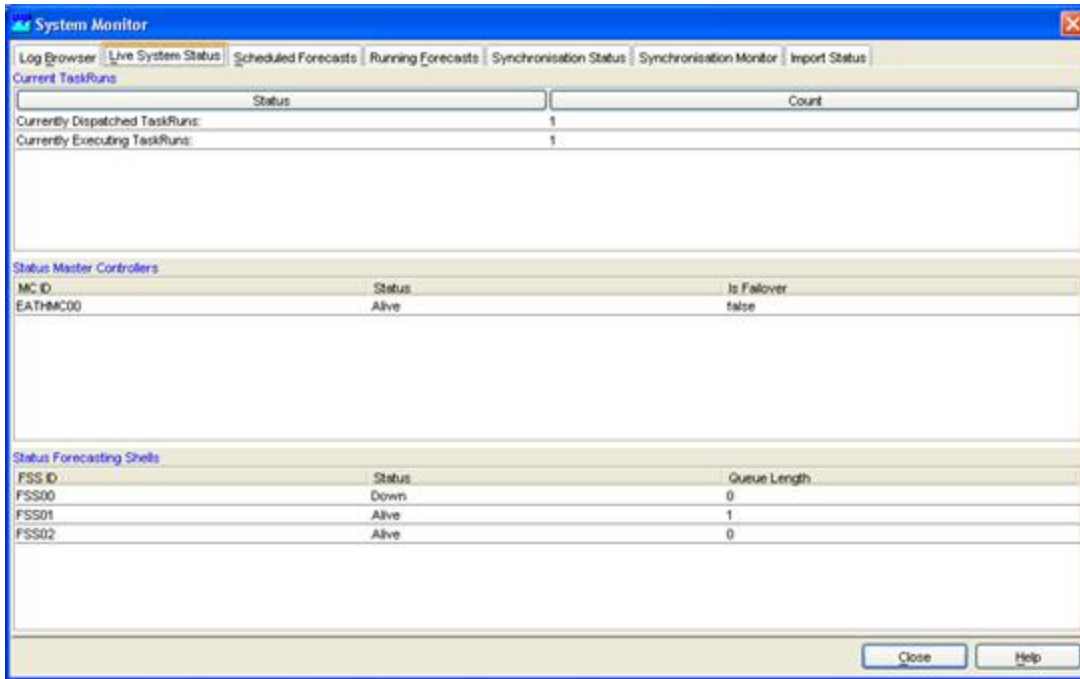 System Monitor
Log Browser Live System Status Scheduled Forecasts Running Forecasts Synchronisation Status Synchronisation Monitor Import Status
Current TaskRuns
Status Count
Currently Dispatched TaskRuns: 1
Currently Executing TaskRuns: 1
Status Master Controllers
MC ID Status Is Failover
EATHMC00 Alive false
Status Forecasting Shells
FSS ID Status Queue Length
FSS00 Down 0
FSS01 Alive 1
FSS02 Alive 0
Close Help